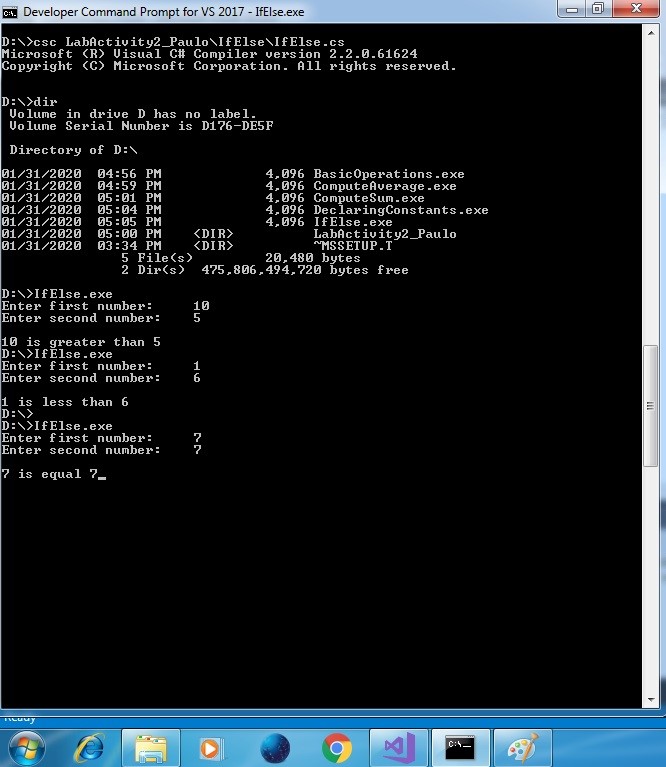 Developer Command Prompt for VS 2017 - IfElse.exe
D:\>csc LabActivity2_Paulo\IfElse\IfElse.cs
Microsoft (R) Visual C# Compiler version 2.2.0.61624
Copyright (C) Microsoft Corporation. All rights reserved.
D:\>dir
Volume in drive D has no label.
Volume Serial Number is D176-DE5F
Directory of D:\
01/31/2020  04:56 PM             4,096 BasicOperations.exe
01/31/2020  04:59 PM             4,096 ComputeAverage.exe
01/31/2020  05:01 PM             4,096 ComputeSum.exe
01/31/2020  05:04 PM             4,096 DeclaringConstants.exe
01/31/2020  05:05 PM             4,096 IfElse.exe
01/31/2020  05:00 PM    <DIR>          LabActivity2_Paulo
01/31/2020  03:34 PM    <DIR>          ~MSSETUP.T
5 File(s)         20,480 bytes
2 Dir(s)  475,806,494,720 bytes free
D:\>IfElse.exe
Enter first number:     10
Enter second number:    5
10 is greater than 5
D:\>IfElse.exe
Enter first number:     1
Enter second number:    6
1 is less than 6
D:\>
D:\>IfElse.exe
Enter first number:     7
Enter second number:    7
7 is equal 7_
Ready
C:\_